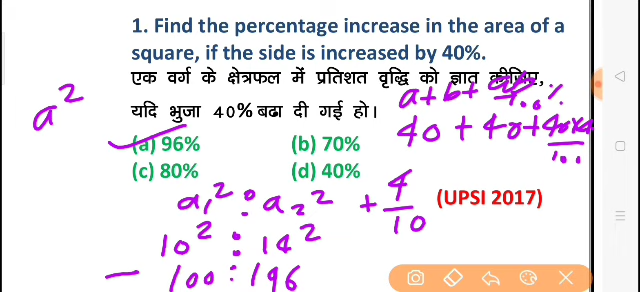 1. Find the percentage increase in the area of a
square, if the side is increased by 40%.
एक वर्ग के क्षेत्रफल में प्रतिशत वृद्धि को ज्ञात कीजिए,
यदि भुजा 40% बढा दी गई हो।
a²
a + b + ab/100 %
40 + 40 + 40×4/100
(a) 96% (b) 70%
(c) 80% (d) 40%
a₁² : a₂² + 4/10
(UPSI 2017)
10² : 14²
— 100 : 196